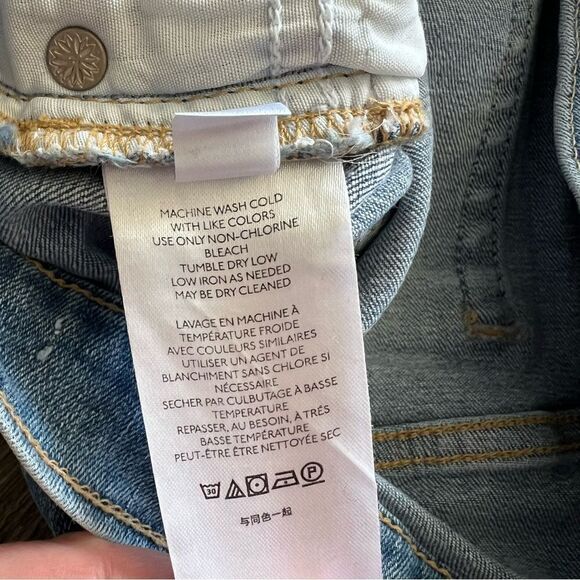 MACHINE WASH COLD
WITH LIKE COLORS
USE ONLY NON-CHLORINE
BLEACH
TUMBLE DRY LOW
LOW IRON AS NEEDED
MAY BE DRY CLEANED
LAVAGE EN MACHINE À
TEMPÉRATURE FROIDE
AVEC COULEURS SIMILAIRES
UTILISER UN AGENT DE
BLANCHIMENT SANS CHLORE SI
NÉCESSAIRE
SECHER PAR CULBUTAGE À BASSE
TEMPERATURE
REPASSER, AU BESOIN, À TRÉS
BASSE TEMPÉRATURE
PEUT-ÊTRE ÊTRE NETTOYÉE SEC
30 P
与同色一起